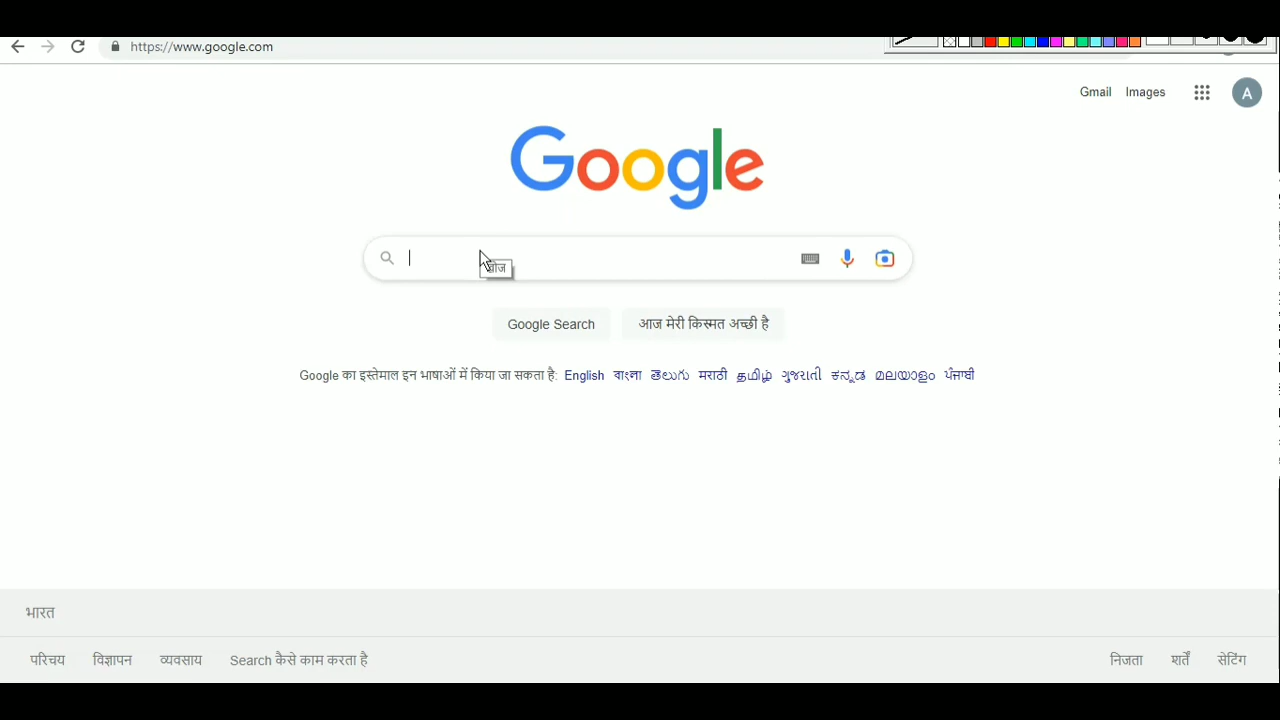 https://www.google.com
Gmail Images A
Google
खोज
Google Search आज मेरी किस्मत अच्छी है
Google का इस्तेमाल इन भाषाओं में किया जा सकता है: English বাংলা తెలుగు मराठी தமிழ் ગુજરાતી ಕನ್ನಡ മലയാളം ਪੰਜਾਬੀ
भारत
परिचय विज्ञापन व्यवसाय Search कैसे काम करता है निजता शर्तें सेटिंग